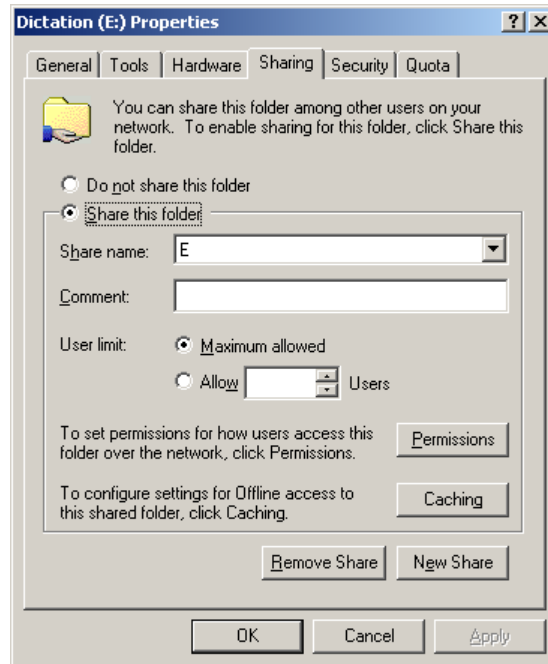 Dictation (E:) Properties
General Tools Hardware Sharing Security Quota
You can share this folder among other users on your
network. To enable sharing for this folder, click Share this
folder.
Do not share this folder
Share this folder
Share name: E
Comment:
User limit: Maximum allowed
Allow Users
To set permissions for how users access this
folder over the network, click Permissions.
Permissions
To configure settings for Offline access to
this shared folder, click Caching.
Caching
Remove Share New Share
OK Cancel Apply